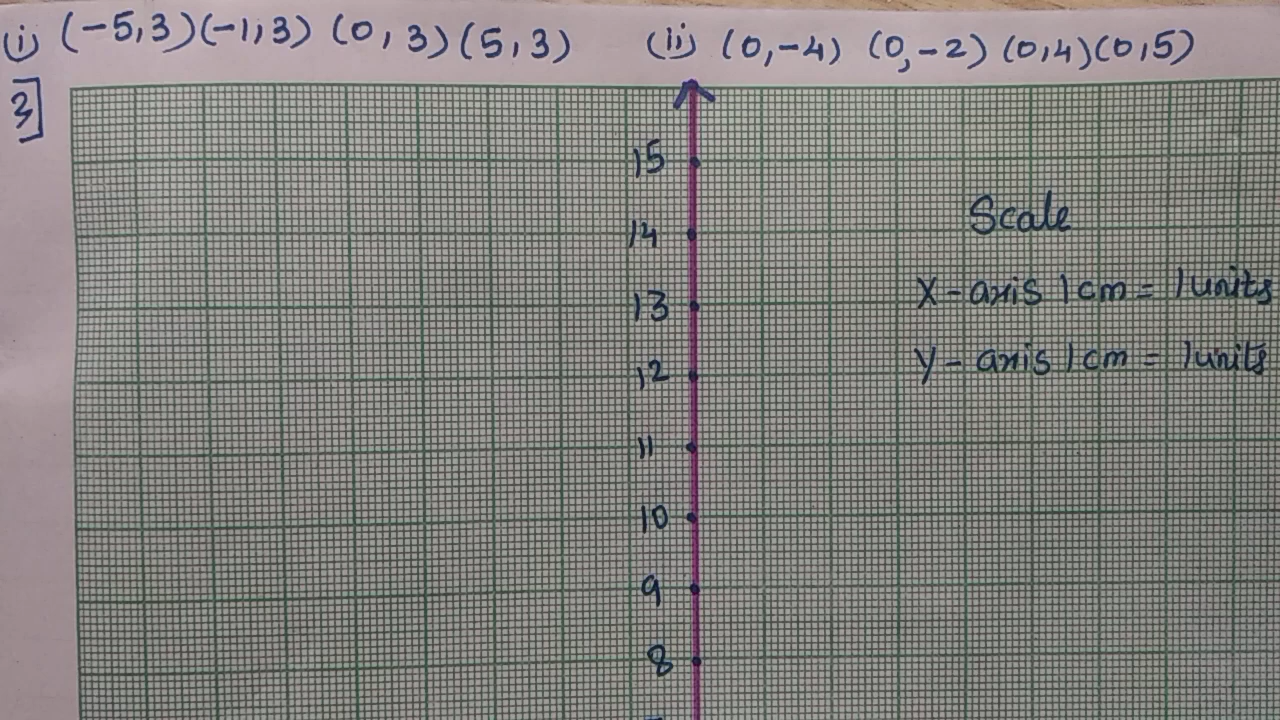 (i) (-5,3)(-1,3) (0,3)(5,3) (ii) (0,-4) (0,-2) (0,4)(0,5)
3]
15
Scale
14
X-axis 1cm = 1units
13
Y-axis 1cm = 1units
12
11
10
9
8